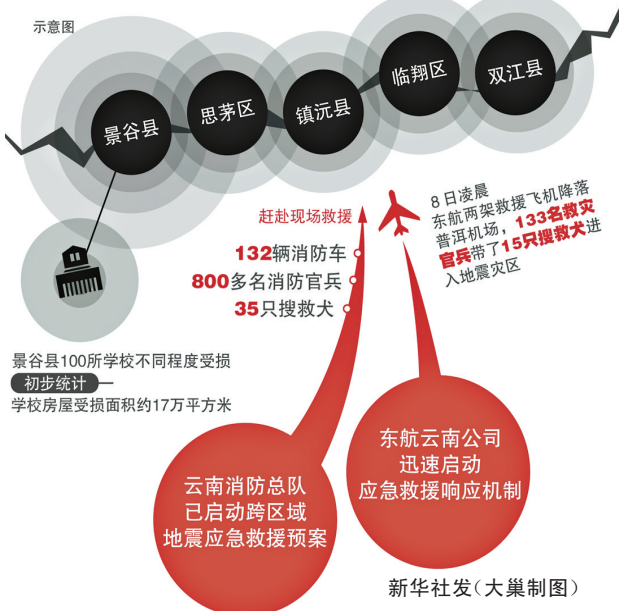 示意图
景谷县
思茅区
镇沅县
临翔区
双江县
赶赴现场救援
132辆消防车
800多名消防官兵
35只搜救犬
8日凌晨
东航两架救援飞机降落
普洱机场，133名救灾
官兵带了15只搜救犬进
入地震灾区
景谷县100所学校不同程度受损
初步统计
学校房屋受损面积约17万平方米
云南消防总队
已启动跨区域
地震应急救援预案
东航云南公司
迅速启动
应急救援响应机制
新华社发（大巢制图）